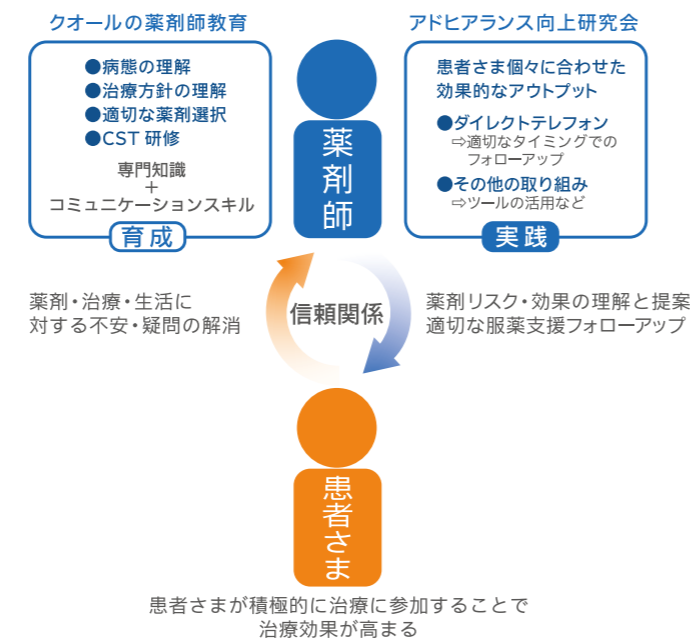 クオールの薬剤師教育
●病態の理解
●治療方針の理解
●適切な薬剤選択
●CST 研修
専門知識
+
コミュニケーションスキル
育成
薬剤師
アドヒアランス向上研究会
患者さま個々に合わせた
効果的なアウトプット
●ダイレクトテレフォン
⇨適切なタイミングでの
フォローアップ
●その他の取り組み
⇨ツールの活用など
実践
薬剤・治療・生活に
対する不安・疑問の解消
信頼関係
薬剤リスク・効果の理解と提案
適切な服薬支援フォローアップ
患者さま
患者さまが積極的に治療に参加することで
治療効果が高まる